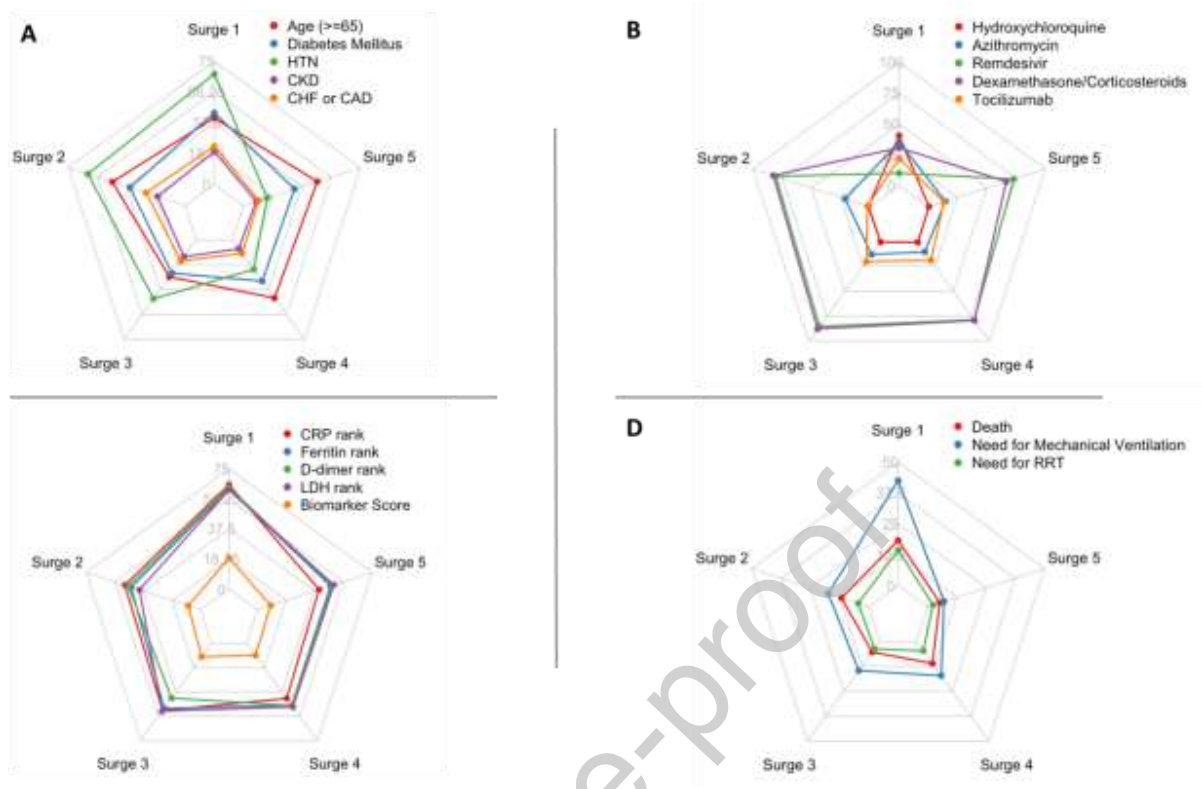 A
Surge 1
Age (>=65)
Diabetes Mellitus
HTN
CKD
CHF or CAD
75
0
Surge 2
Surge 5
Surge 3
Surge 4
B
Surge 1
Hydroxychloroquine
Azithromycin
Remdesivir
Dexamethasone/Corticosteroids
Tocilizumab
100
75
50
0
Surge 2
Surge 5
Surge 3
Surge 4
Surge 1
CRP rank
Ferritin rank
D-dimer rank
LDH rank
Biomarker Score
75
37.5
0
Surge 2
Surge 5
Surge 3
Surge 4
D
Surge 1
Death
Need for Mechanical Ventilation
Need for RRT
50
25
0
Surge 2
Surge 5
Surge 3
Surge 4
e-proof